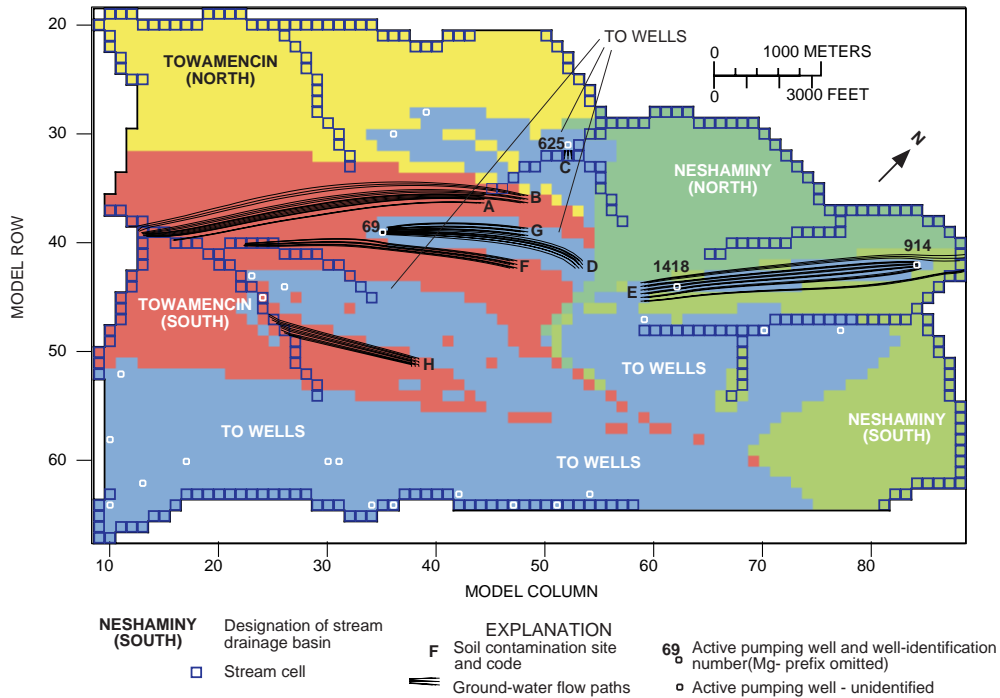 TO WELLS
0 1000 METERS
0 3000 FEET
N
MODEL ROW
20
30
40
50
60
TOWAMENCIN
(NORTH)
625
C
NESHAMINY
(NORTH)
B
A
69
G
F
D
914
1418
E
TOWAMENCIN
(SOUTH)
H
TO WELLS
TO WELLS
TO WELLS
NESHAMINY
(SOUTH)
10 20 30 40 50 60 70 80
MODEL COLUMN
EXPLANATION
NESHAMINY
(SOUTH)
Designation of stream
drainage basin
Stream cell
F Soil contamination site
and code
Ground-water flow paths
69 Active pumping well and well-identification
number(Mg- prefix omitted)
Active pumping well - unidentified